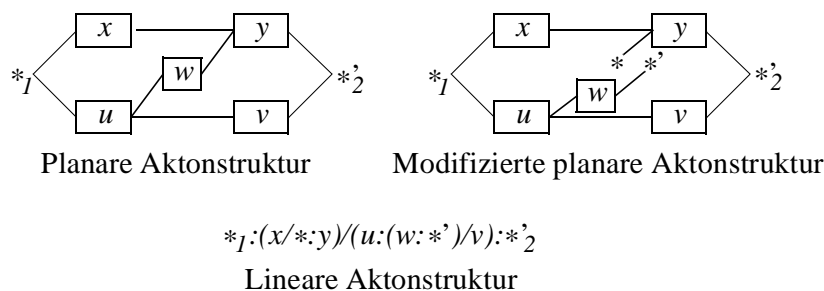 x y x y
w * *'
*1 *'2 *1 w *'2
u v u v
Planare Aktonstruktur Modifizierte planare Aktonstruktur
*1:(x/*:y)/(u:(w:*')/v):*'2
Lineare Aktonstruktur